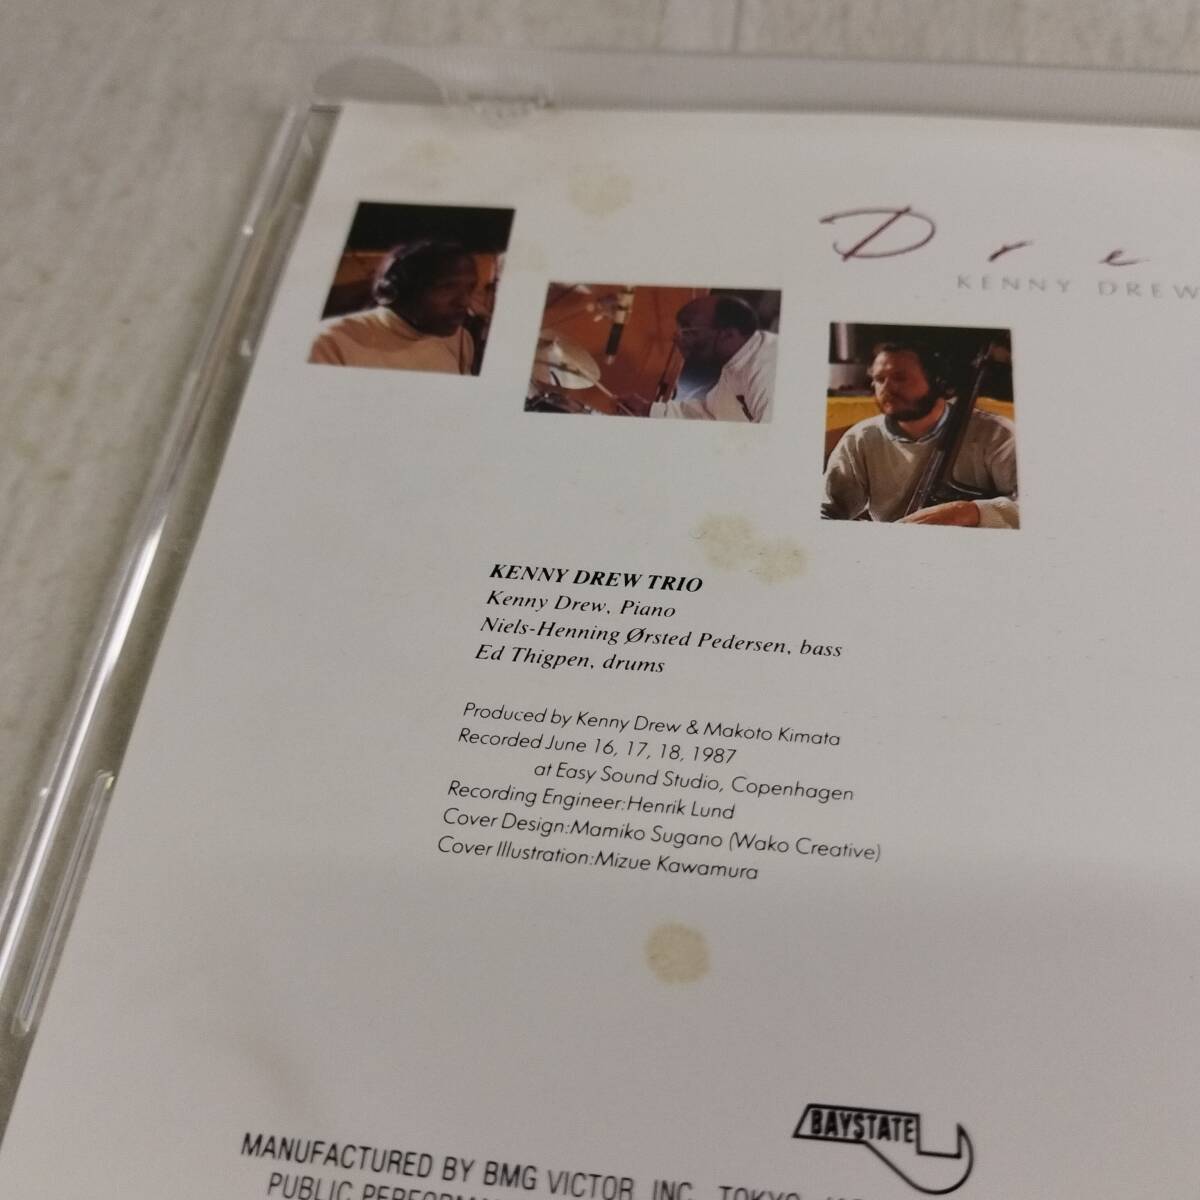 Dre
KENNY DREW
KENNY DREW TRIO
Kenny Drew, Piano
Niels-Henning Ørsted Pedersen, bass
Ed Thigpen, drums
Produced by Kenny Drew & Makoto Kimata
Recorded June 16, 17, 18, 1987
at Easy Sound Studio, Copenhagen
Recording Engineer:Henrik Lund
Cover Design:Mamiko Sugano (Wako Creative)
Cover Illustration:Mizue Kawamura
BAYSTATE
MANUFACTURED BY BMG VICTOR INC. TOKYO,
PUBLIC